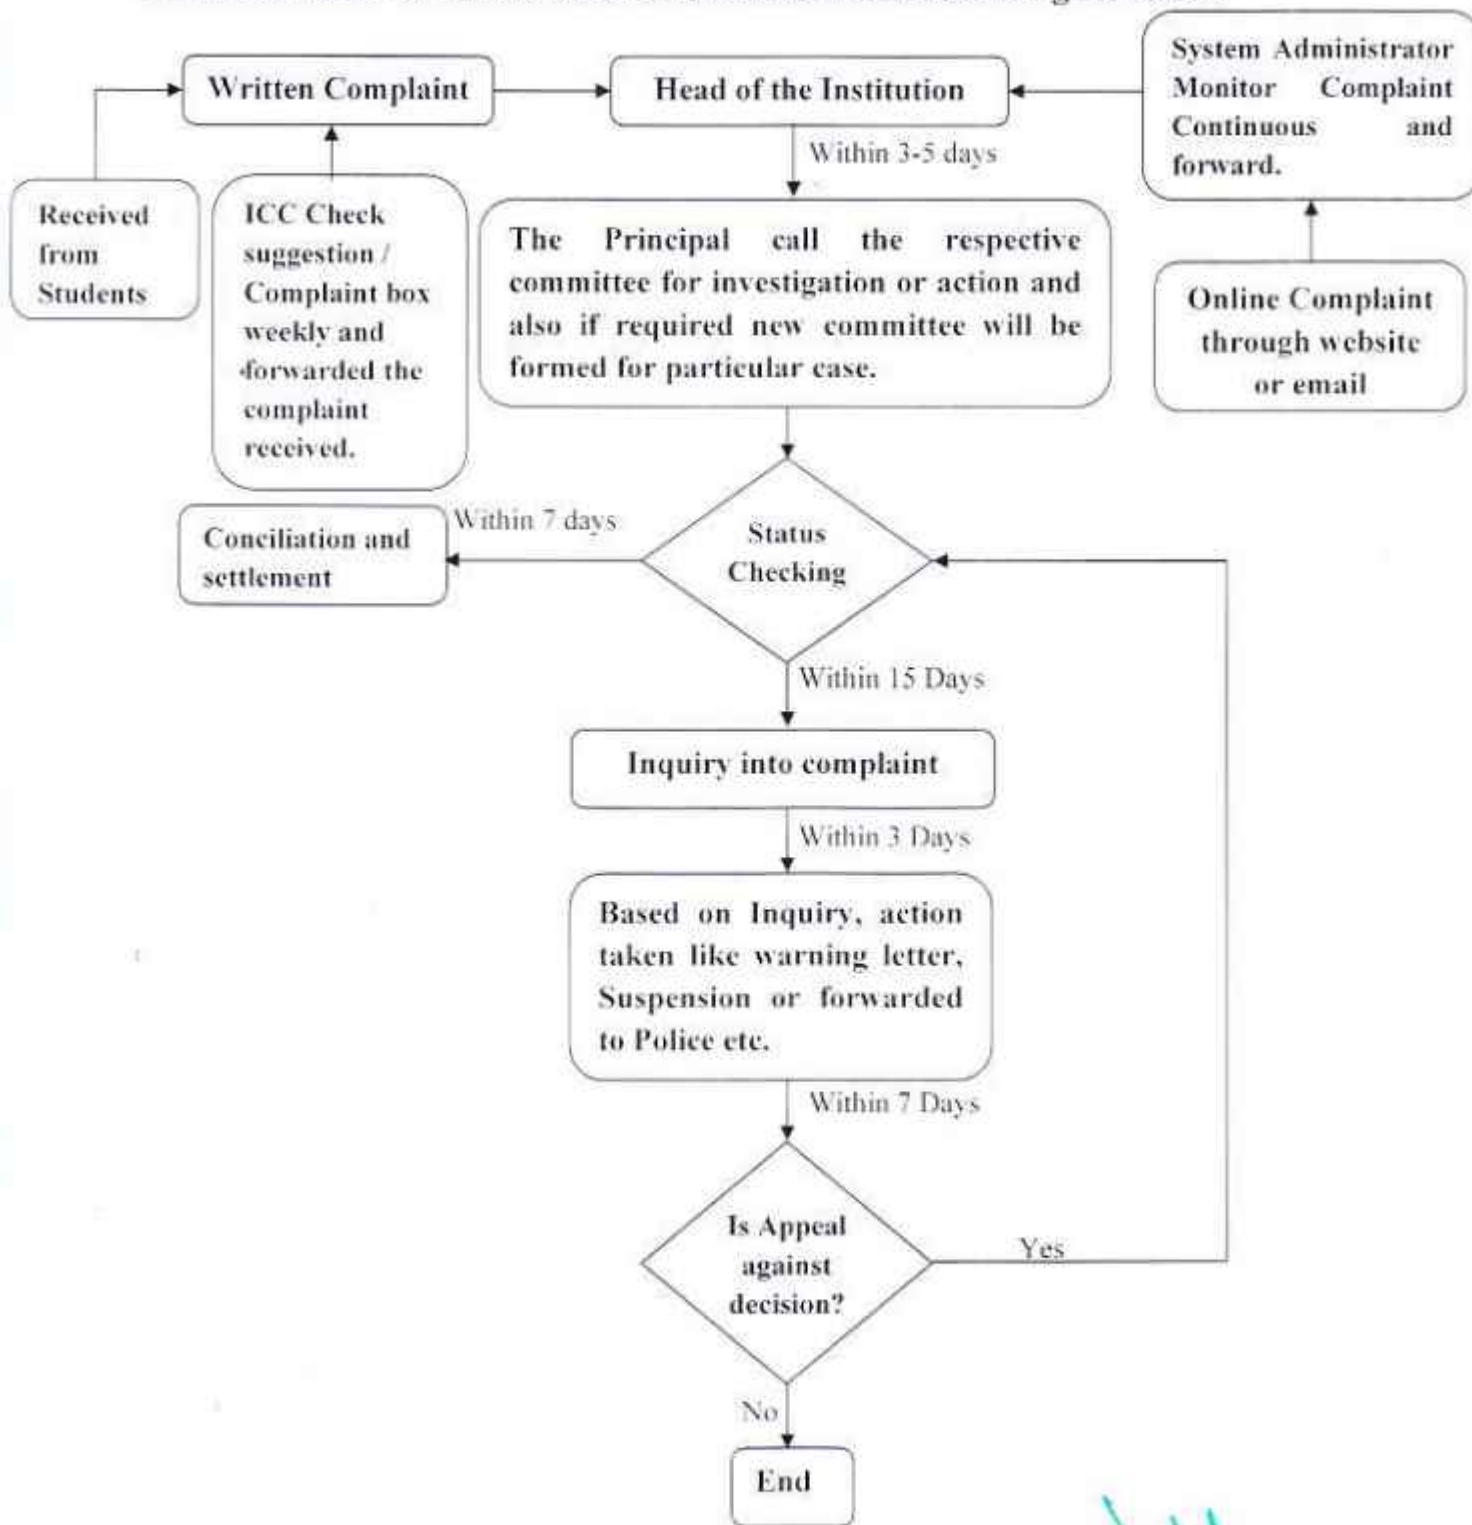 Written Complaint
Head of the Institution
System Administrator
Monitor Complaint
Continuous and
forward.
Within 3-5 days
Received
from
Students
ICC Check
suggestion /
Complaint box
weekly and
forwarded the
complaint
received.
The Principal call the respective
committee for investigation or action and
also if required new committee will be
formed for particular case.
Online Complaint
through website
or email
Conciliation and
settlement
Within 7 days
Status
Checking
Within 15 Days
Inquiry into complaint
Within 3 Days
Based on Inquiry, action
taken like warning letter,
Suspension or forwarded
to Police etc.
Within 7 Days
Is Appeal
against
decision?
Yes
No
End